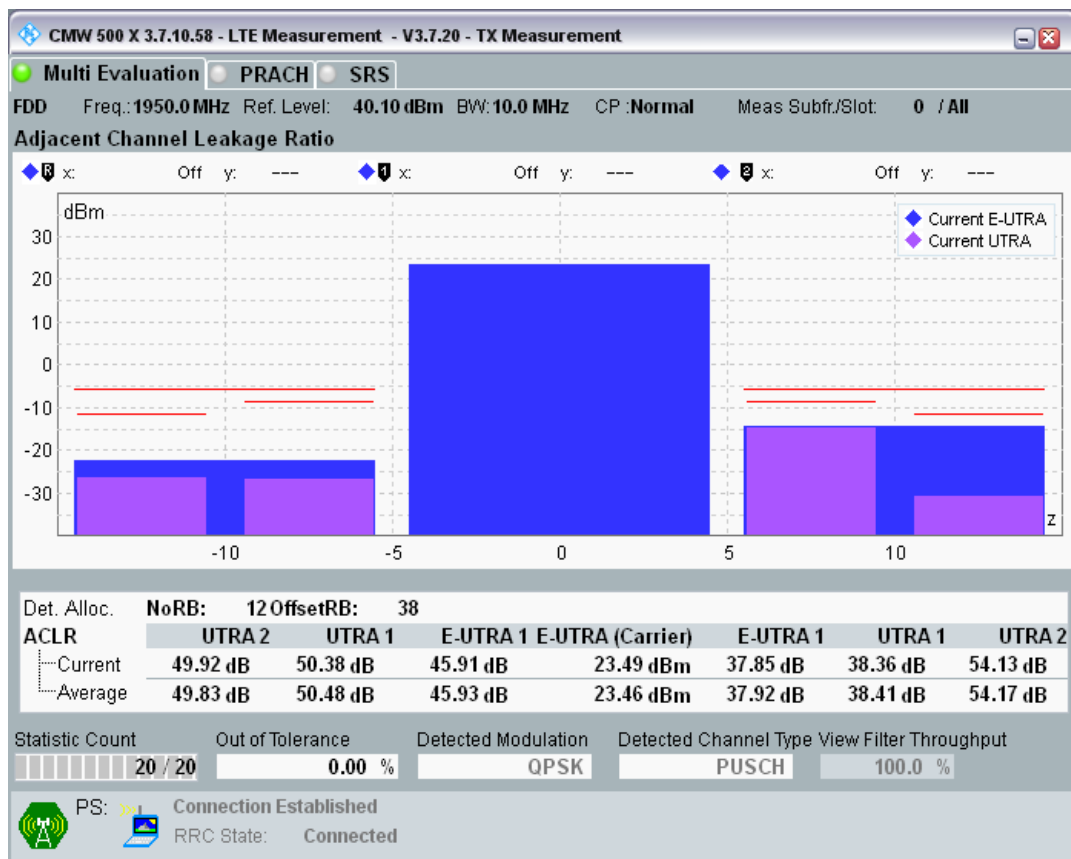 CMW 500 X 3.7.10.58 - LTE Measurement - V3.7.20 - TX Measurement
Multi Evaluation PRACH SRS
FDD Freq.:1950.0 MHz Ref. Level: 40.10 dBm BW:10.0 MHz CP :Normal Meas Subfr./Slot: 0 / All
Adjacent Channel Leakage Ratio
R x: Off y: --- 1 x: Off y: --- 2 x: Off y: ---
dBm
Current E-UTRA
Current UTRA
30
20
10
0
-10
-20
-30
z
-10 -5 0 5 10
Det. Alloc. NoRB: 12 OffsetRB: 38
ACLR UTRA 2 UTRA 1 E-UTRA 1 E-UTRA (Carrier) E-UTRA 1 UTRA 1 UTRA 2
Current 49.92 dB 50.38 dB 45.91 dB 23.49 dBm 37.85 dB 38.36 dB 54.13 dB
Average 49.83 dB 50.48 dB 45.93 dB 23.46 dBm 37.92 dB 38.41 dB 54.17 dB
Statistic Count Out of Tolerance Detected Modulation Detected Channel Type View Filter Throughput
20 / 20 0.00 % QPSK PUSCH 100.0 %
PS: Connection Established
RRC State: Connected